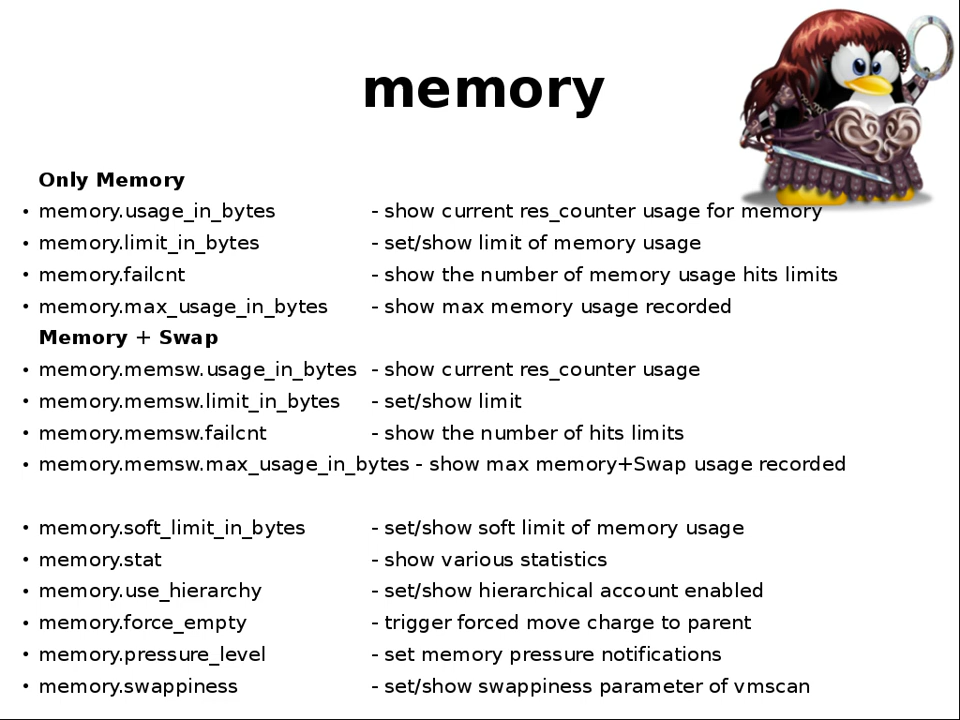 memory
Only Memory
• memory.usage_in_bytes - show current res_counter usage for memory
• memory.limit_in_bytes - set/show limit of memory usage
• memory.failcnt - show the number of memory usage hits limits
• memory.max_usage_in_bytes - show max memory usage recorded
Memory + Swap
• memory.memsw.usage_in_bytes - show current res_counter usage
• memory.memsw.limit_in_bytes - set/show limit
• memory.memsw.failcnt - show the number of hits limits
• memory.memsw.max_usage_in_bytes - show max memory+Swap usage recorded
• memory.soft_limit_in_bytes - set/show soft limit of memory usage
• memory.stat - show various statistics
• memory.use_hierarchy - set/show hierarchical account enabled
• memory.force_empty - trigger forced move charge to parent
• memory.pressure_level - set memory pressure notifications
• memory.swappiness - set/show swappiness parameter of vmscan